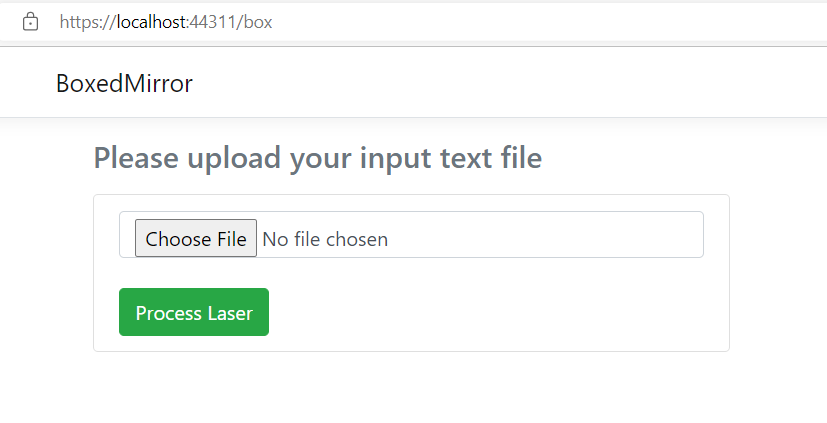 https://localhost:44311/box
BoxedMirror
Please upload your input text file
Choose File No file chosen
Process Laser